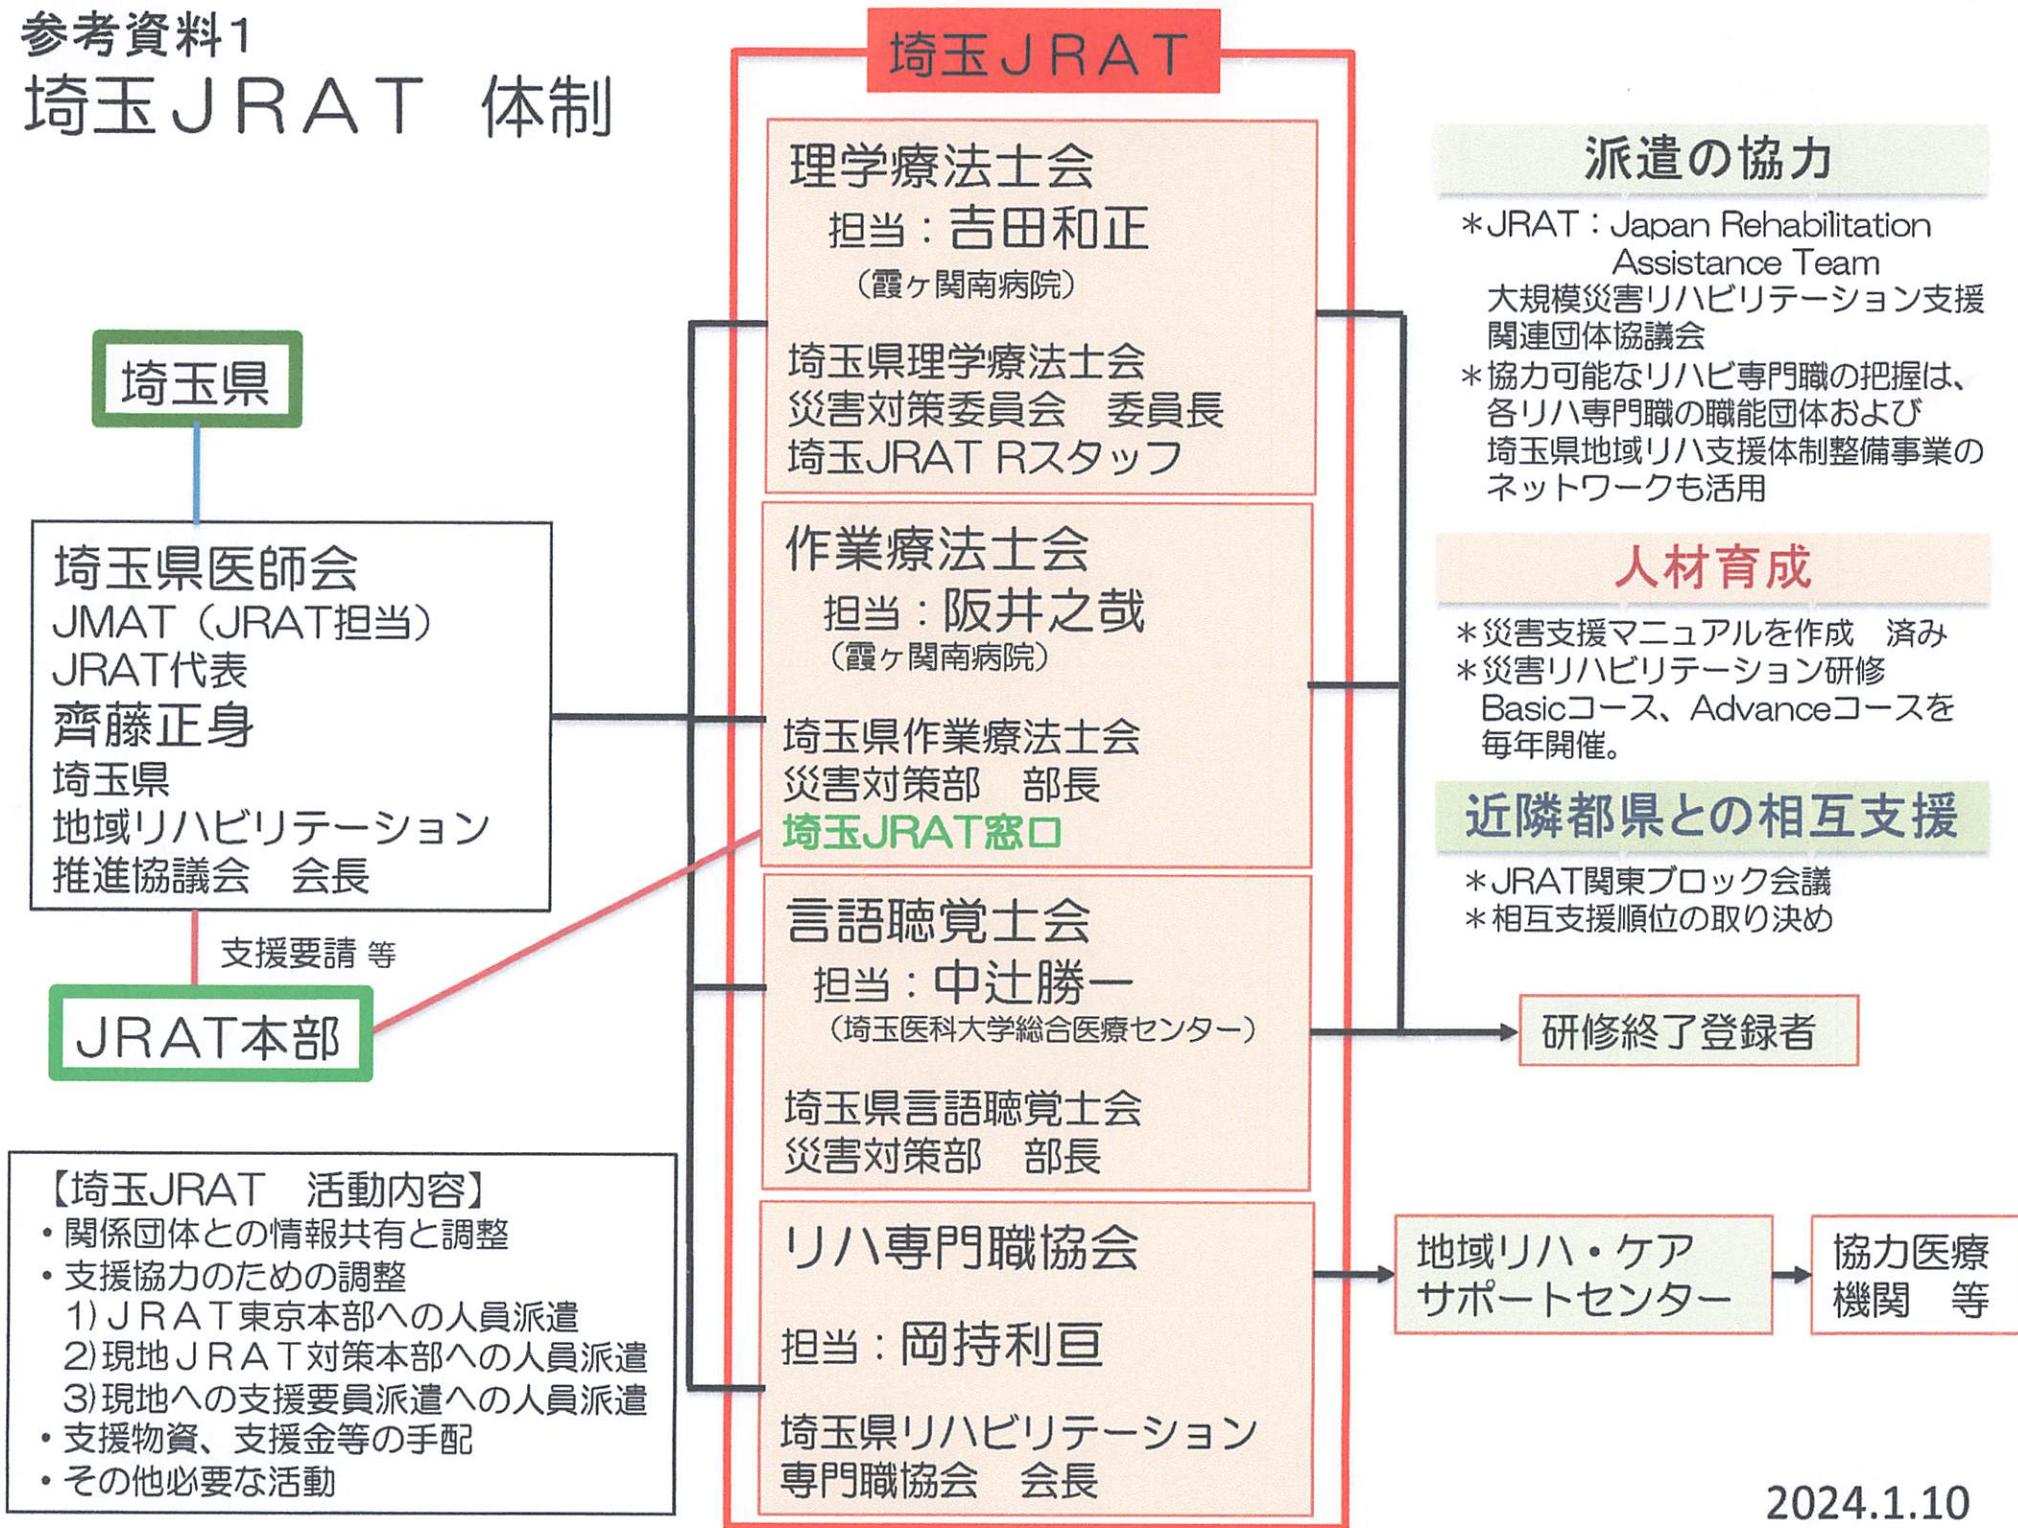 参考資料1
埼玉JRAT 体制
埼玉県
埼玉県医師会
JMAT（JRAT担当）
JRAT代表
齊藤正身
埼玉県
地域リハビリテーション
推進協議会 会長
支援要請 等
JRAT本部
【埼玉JRAT 活動内容】
・関係団体との情報共有と調整
・支援協力のための調整
1)JRAT東京本部への人員派遣
2)現地JRAT対策本部への人員派遣
3)現地への支援要員派遣への人員派遣
・支援物資、支援金等の手配
・その他必要な活動
埼玉JRAT
理学療法士会
担当：吉田和正
（霞ヶ関南病院）
埼玉県理学療法士会
災害対策委員会 委員長
埼玉JRAT Rスタッフ
作業療法士会
担当：阪井之哉
（霞ヶ関南病院）
埼玉県作業療法士会
災害対策部 部長
埼玉JRAT窓口
言語聴覚士会
担当：中辻勝一
（埼玉医科大学総合医療センター）
埼玉県言語聴覚士会
災害対策部 部長
リハ専門職協会
担当：岡持利亘
埼玉県リハビリテーション
専門職協会 会長
派遣の協力
＊JRAT：Japan Rehabilitation
Assistance Team
大規模災害リハビリテーション支援
関連団体協議会
＊協力可能なリハビ専門職の把握は、
各リハ専門職の職能団体および
埼玉県地域リハ支援体制整備事業の
ネットワークも活用
人材育成
＊災害支援マニュアルを作成 済み
＊災害リハビリテーション研修
Basicコース、Advanceコースを
毎年開催。
近隣都県との相互支援
＊JRAT関東ブロック会議
＊相互支援順位の取り決め
研修終了登録者
地域リハ・ケア
サポートセンター
協力医療
機関 等
2024.1.10